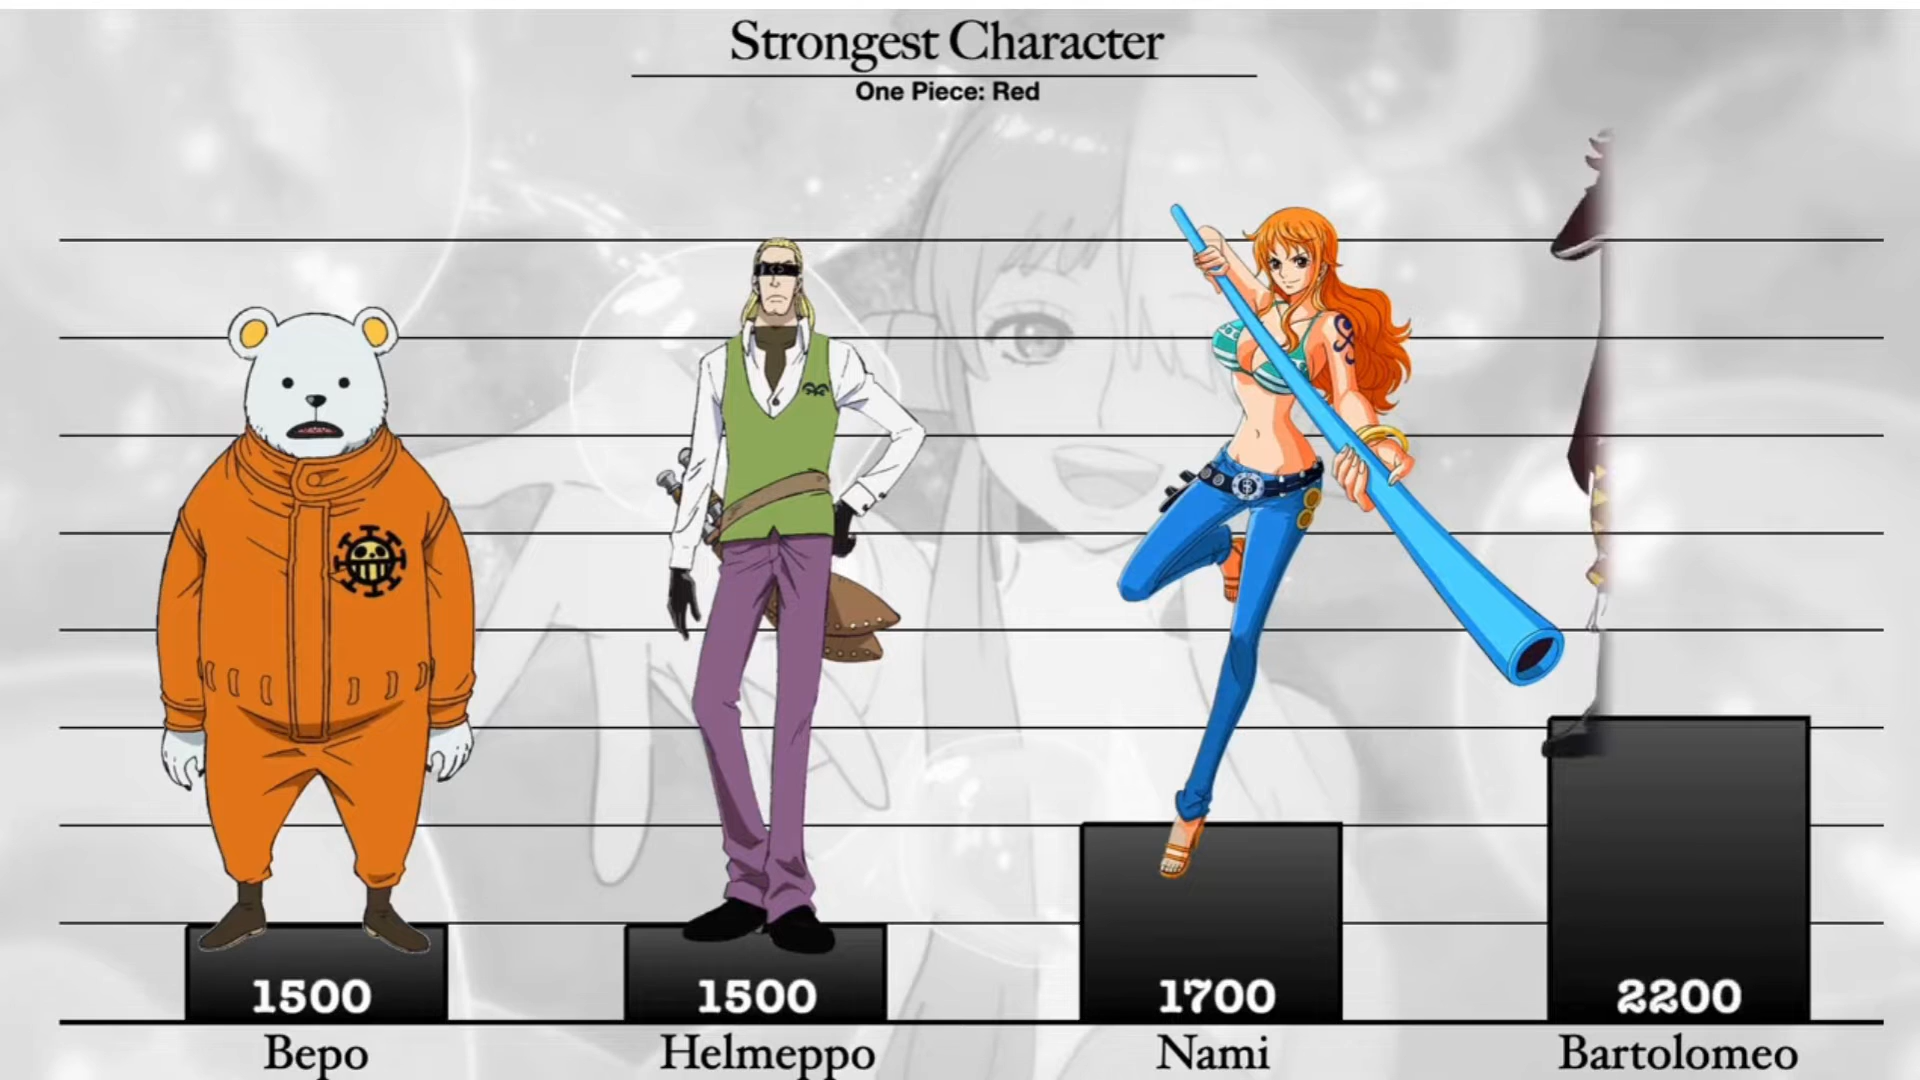 Strongest Character
One Piece: Red
1500
1500
1700
2200
Bepo
Helmeppo
Nami
Bartolomeo